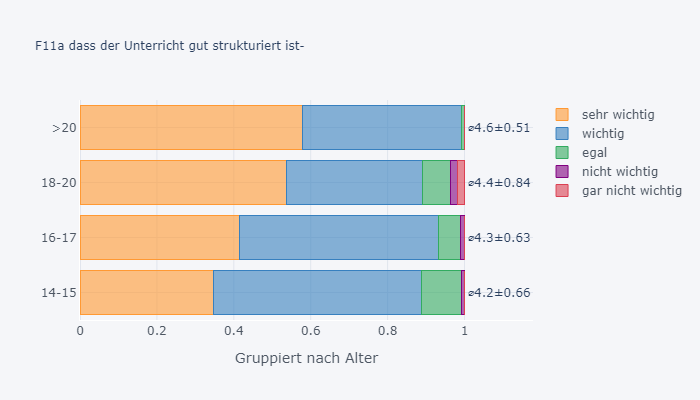 F11a dass der Unterricht gut strukturiert ist-
>20
⌀4.6±0.51
18-20
⌀4.4±0.84
16-17
⌀4.3±0.63
14-15
⌀4.2±0.66
0
0.2
0.4
0.6
0.8
1
Gruppiert nach Alter
sehr wichtig
wichtig
egal
nicht wichtig
gar nicht wichtig